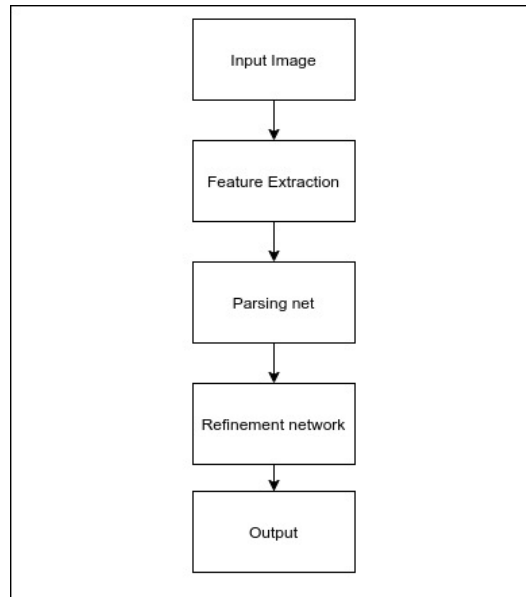 Input Image
Feature Extraction
Parsing net
Refinement network
Output